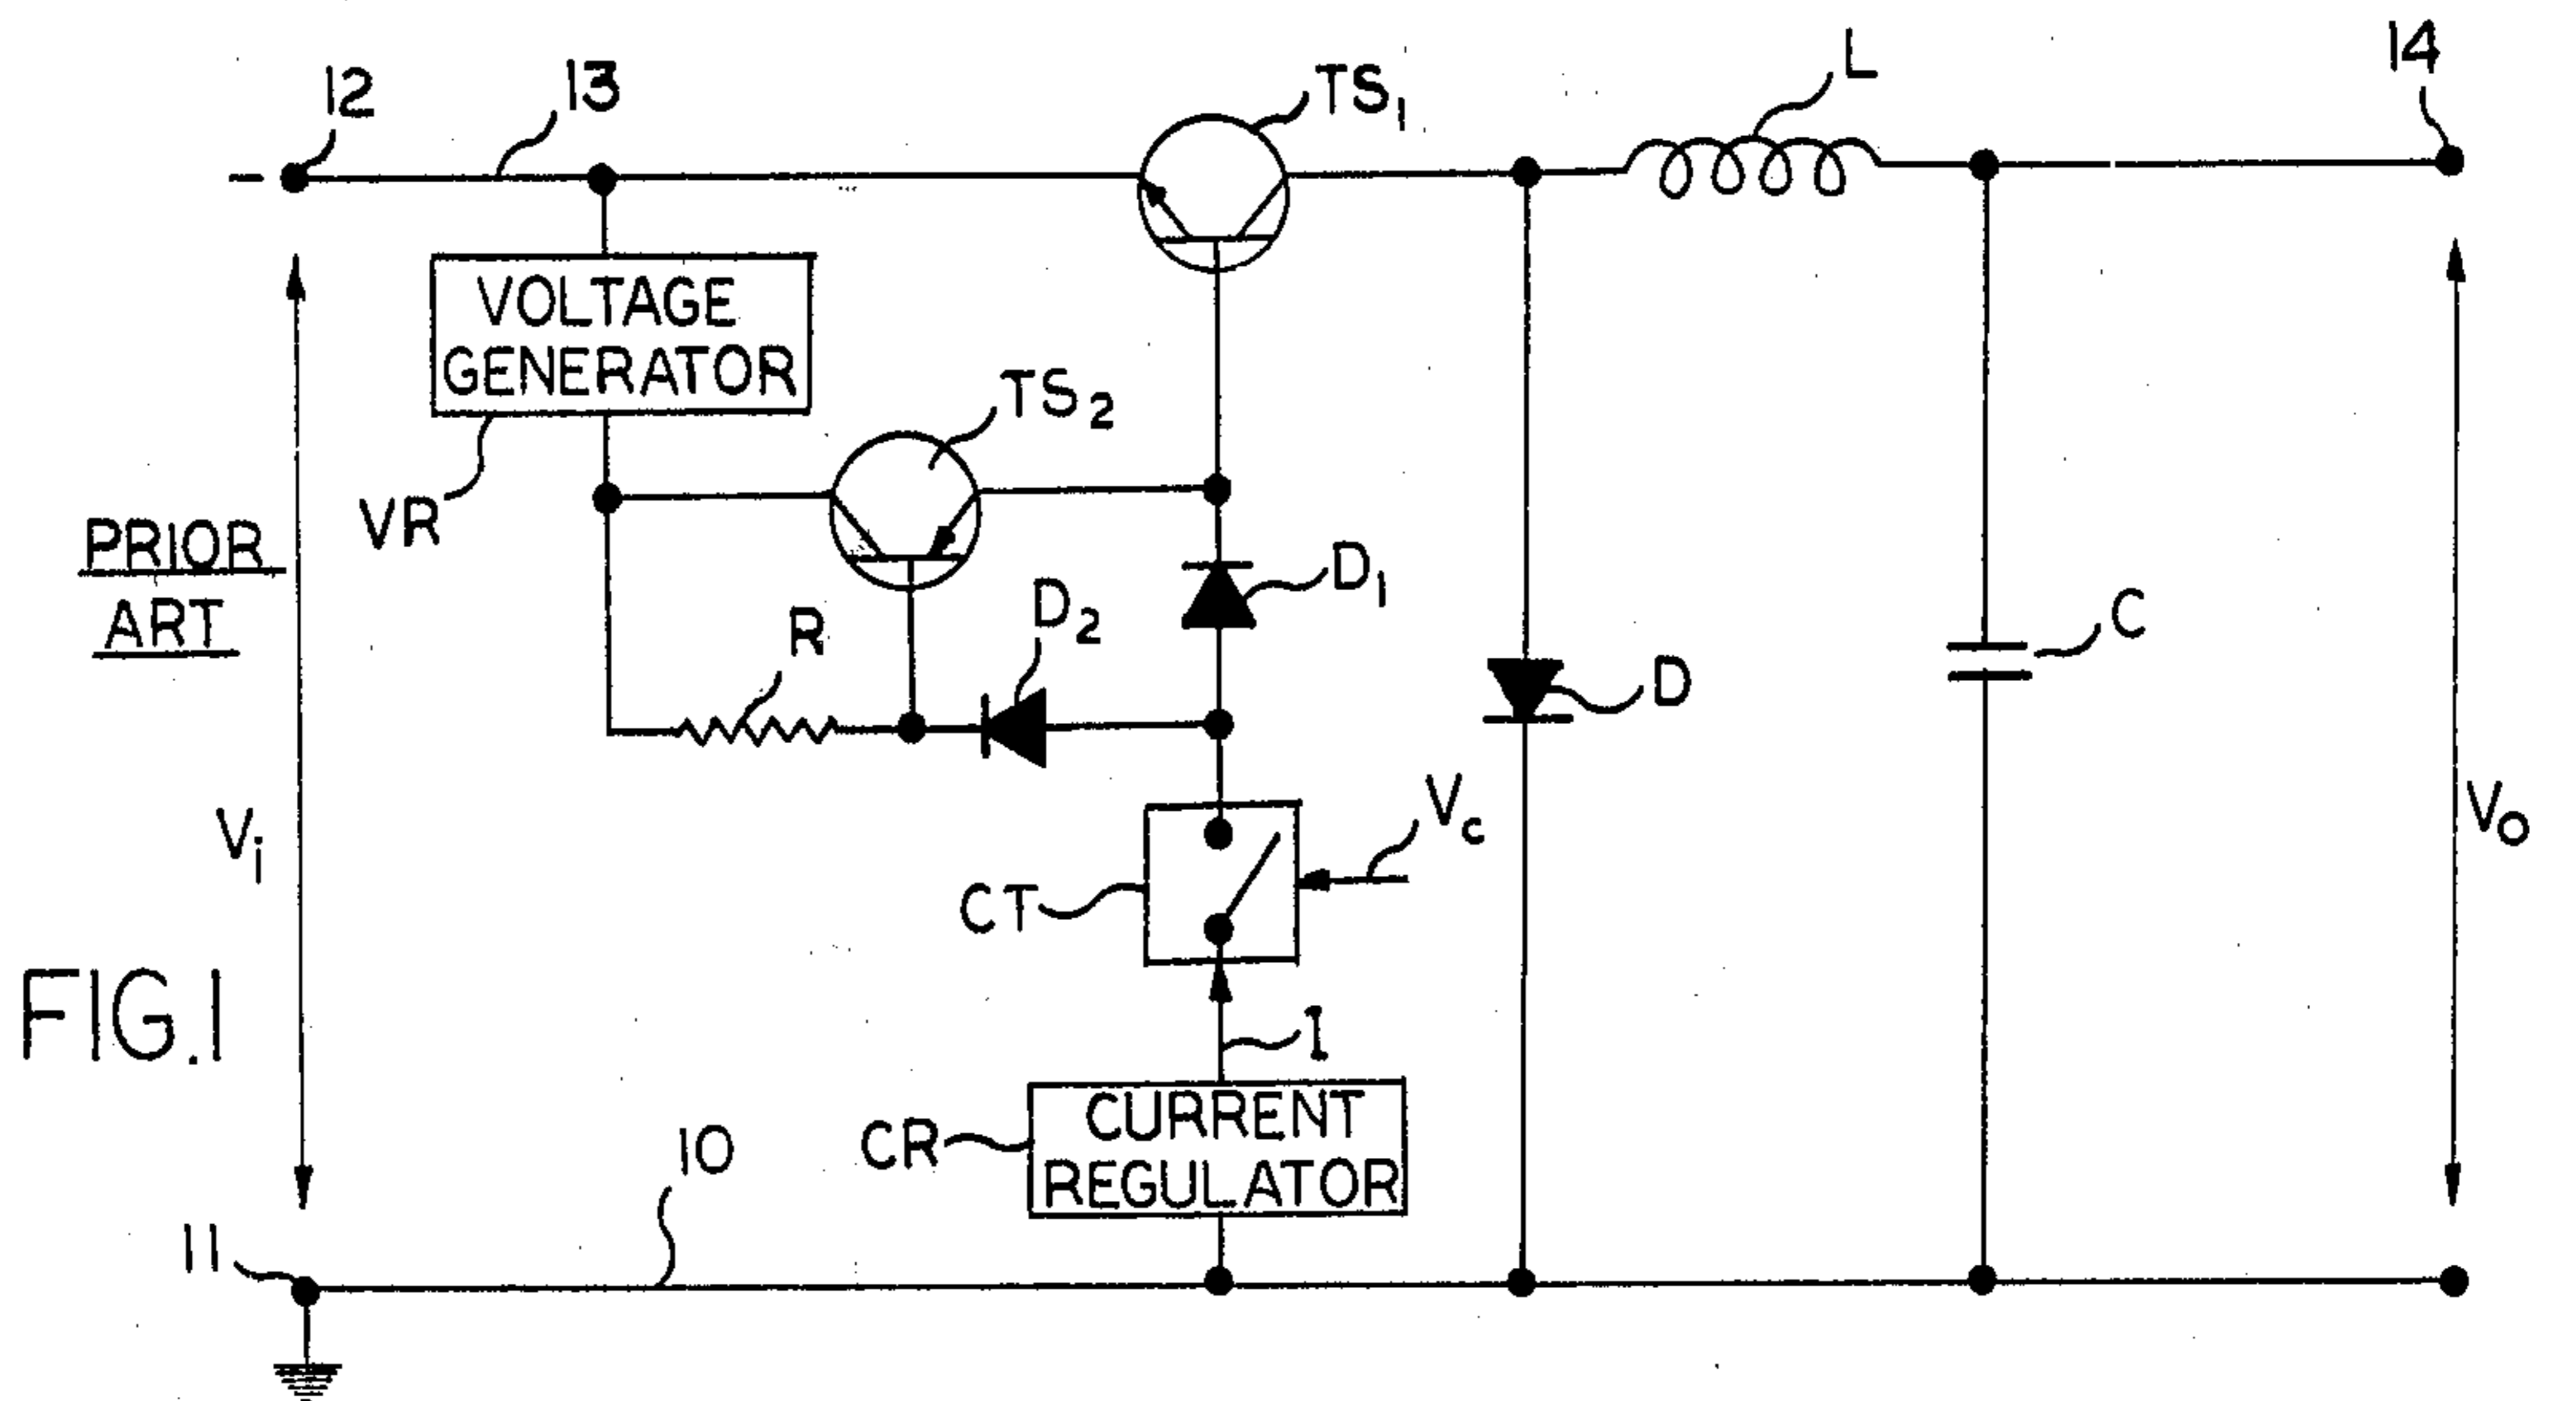 12
13
TS1
L
14
-
VOLTAGE
GENERATOR
TS2
VR
PRIOR
ART
D1
D2
R
C
D
Vi
Vc
Vo
CT
FIG.1
1
CR
CURRENT
REGULATOR
10
11